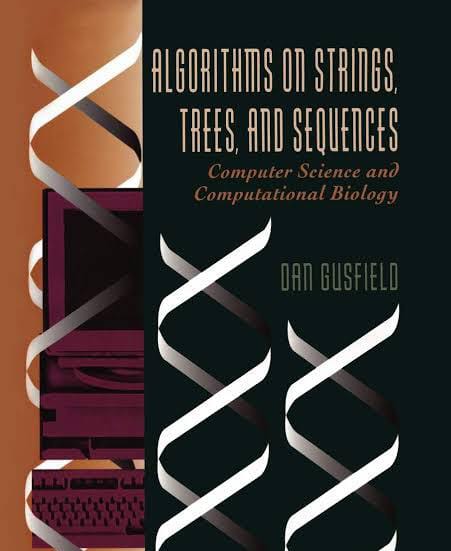 ALGORITHMS ON STRINGS,
TREES, AND SEQUENCES
Computer Science and
Computational Biology
DAN GUSFIELD